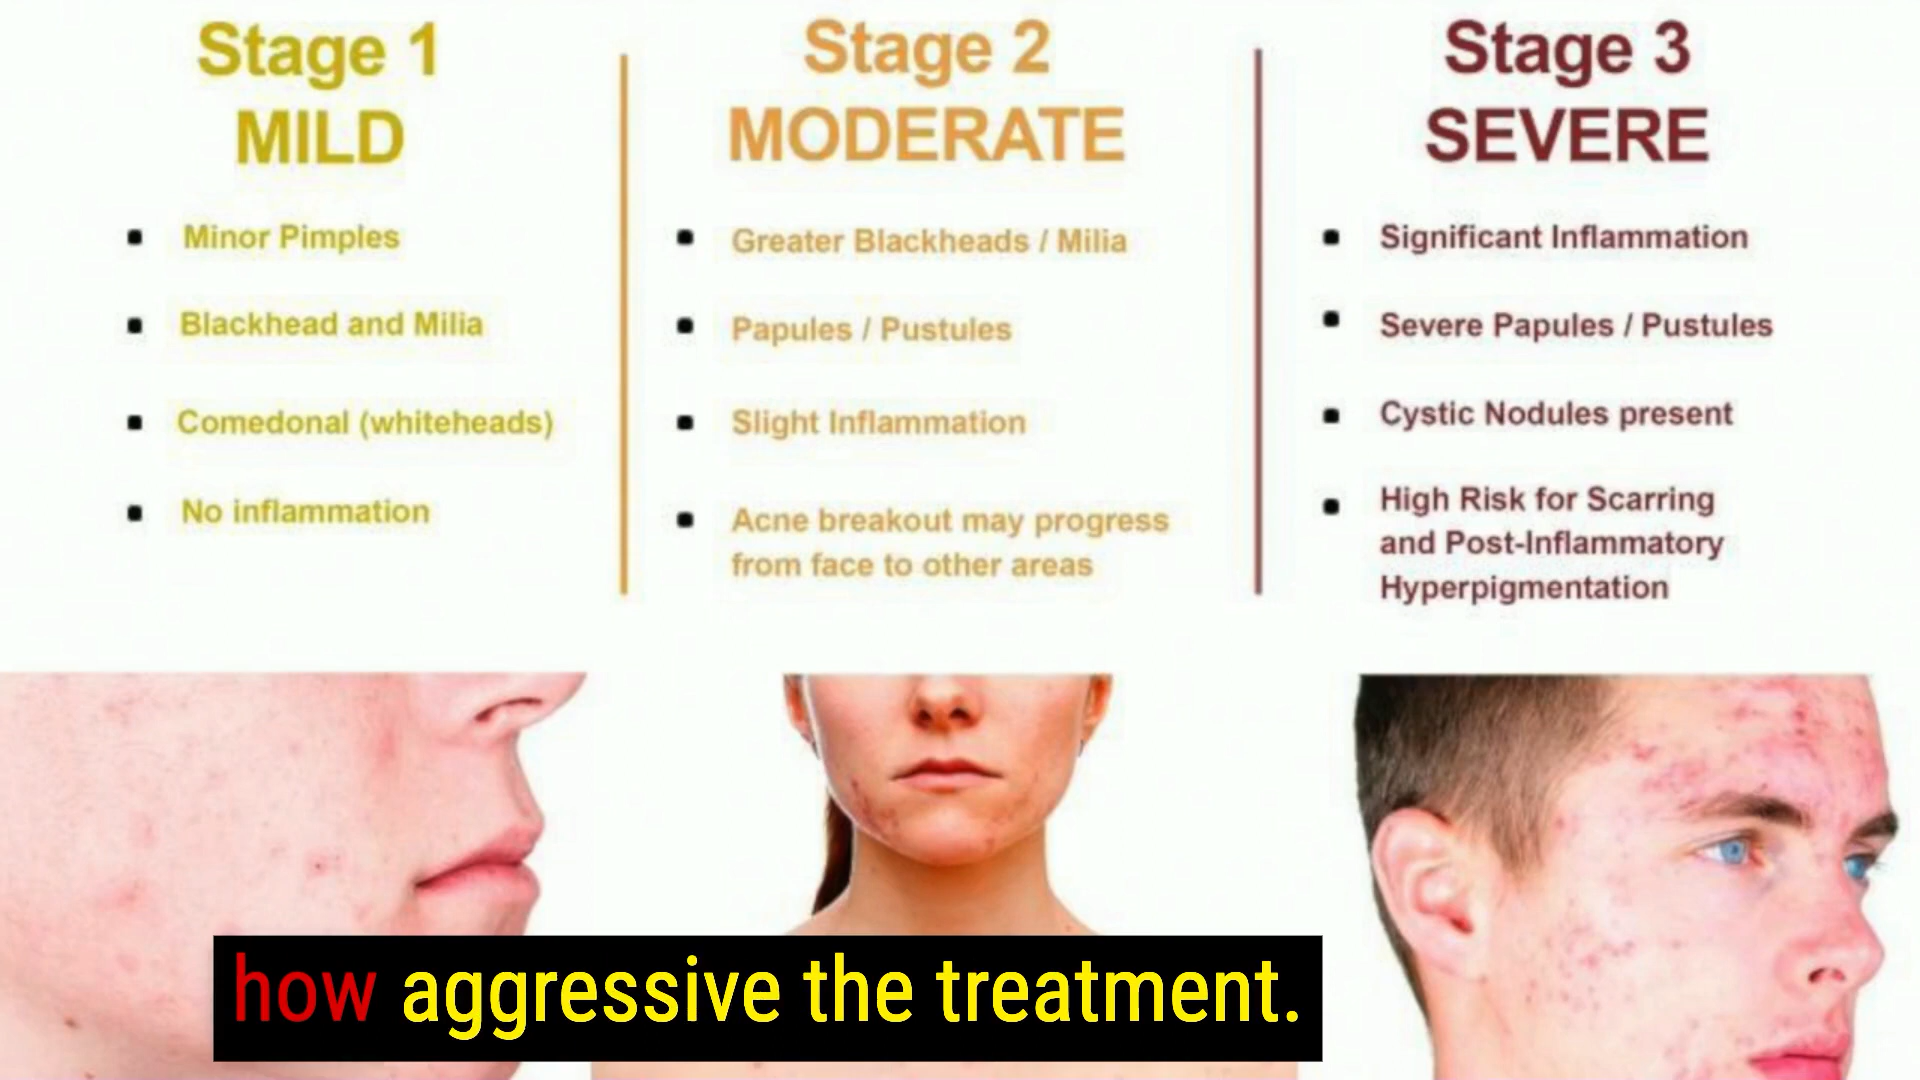 Stage 1
MILD
Minor Pimples
Blackhead and Milia
Comedonal (whiteheads)
No inflammation
Stage 2
MODERATE
Greater Blackheads / Milia
Papules / Pustules
Slight Inflammation
Acne breakout may progress
from face to other areas
Stage 3
SEVERE
Significant Inflammation
Severe Papules / Pustules
Cystic Nodules present
High Risk for Scarring
and Post-Inflammatory
Hyperpigmentation
how aggressive the treatment.